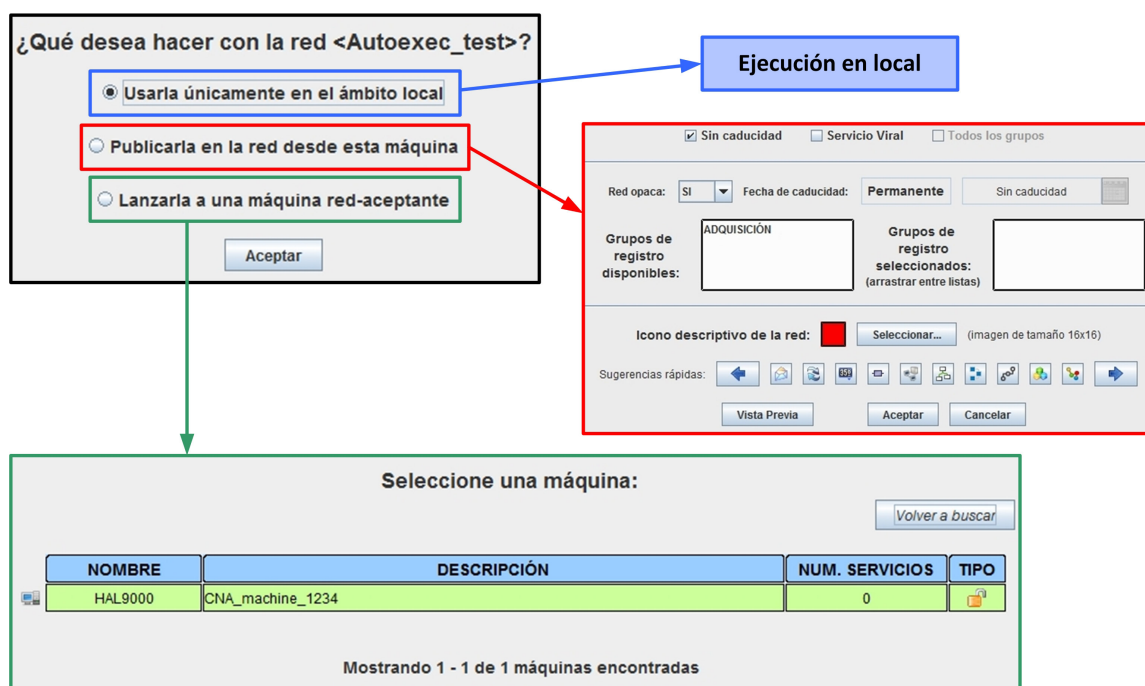 ¿Qué desea hacer con la red <Autoexec_test>?
Usarla únicamente en el ámbito local
Publicarla en la red desde esta máquina
Lanzarla a una máquina red-aceptante
Aceptar
Ejecución en local
Sin caducidad Servicio Viral Todos los grupos
Red opaca: SI Fecha de caducidad: Permanente Sin caducidad
Grupos de
registro
disponibles:
ADQUISICIÓN
Grupos de
registro
seleccionados:
(arrastrar entre listas)
Icono descriptivo de la red: Seleccionar... (imagen de tamaño 16x16)
Sugerencias rápidas:
Vista Previa Aceptar Cancelar
Seleccione una máquina:
Volver a buscar
NOMBRE DESCRIPCIÓN NUM. SERVICIOS TIPO
HAL9000 CNA_machine_1234 0
Mostrando 1 - 1 de 1 máquinas encontradas